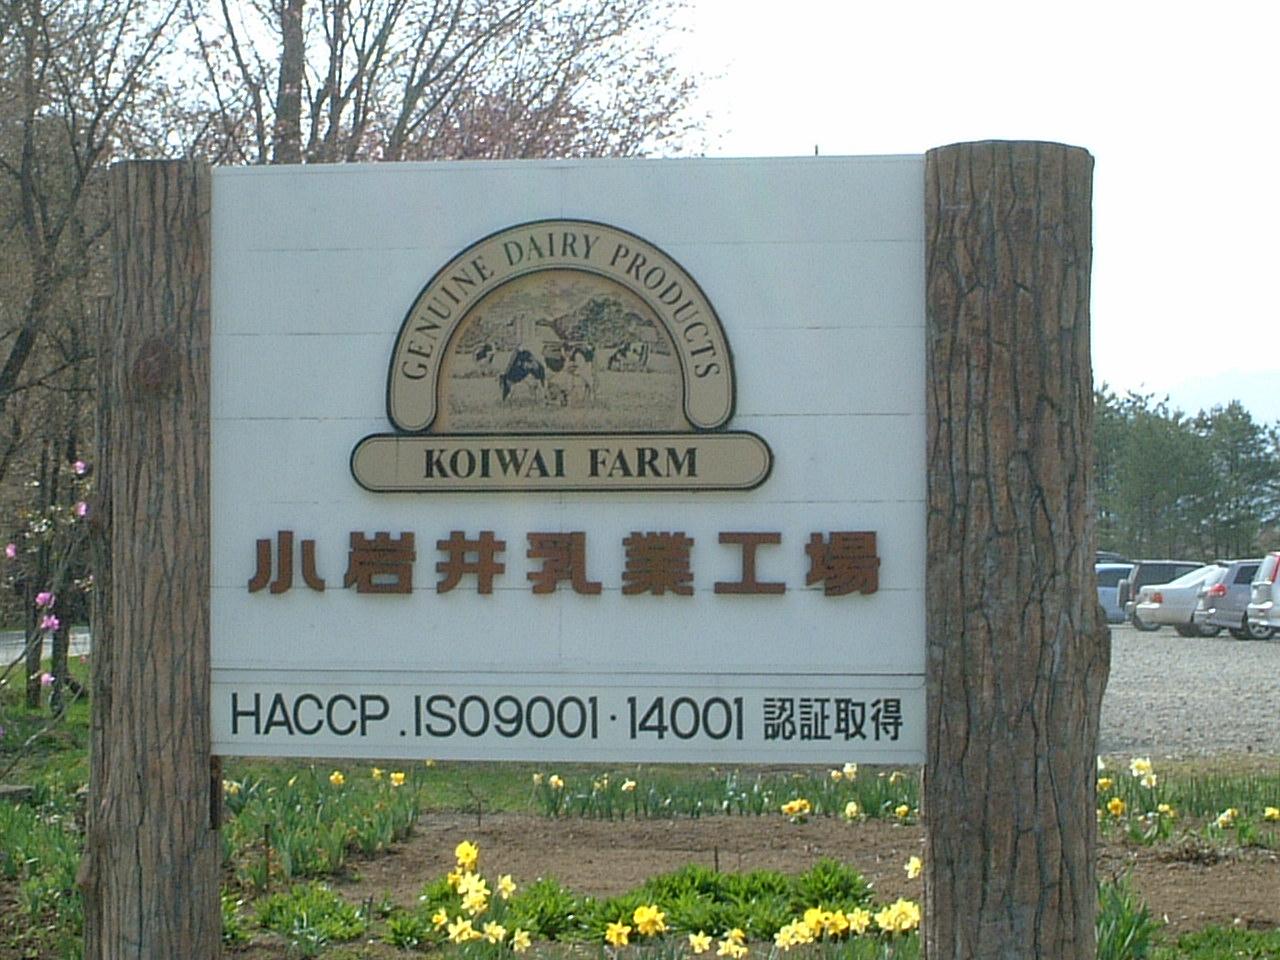 GENUINE DAIRY PRODUCTS
KOIWAI FARM
小岩井乳業工場
HACCP.ISO9001·14001 認証取得